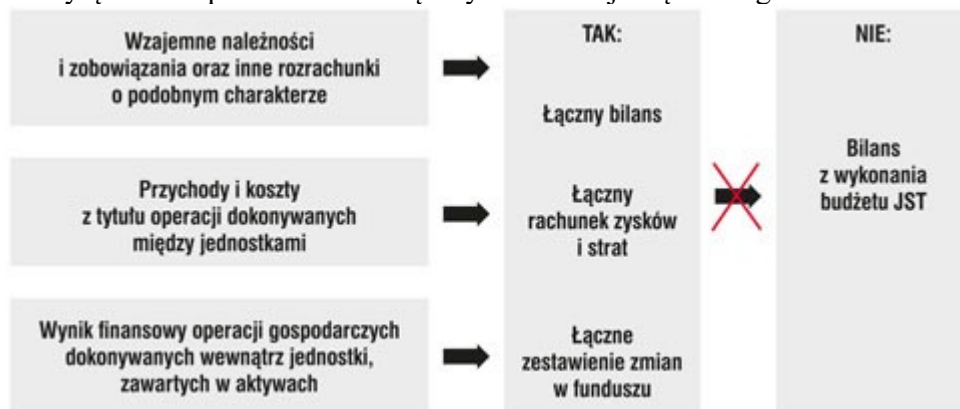 Wzajemne należności
i zobowiązania oraz inne rozrachunki
o podobnym charakterze
Przychody i koszty
z tytułu operacji dokonywanych
między jednostkami
Wynik finansowy operacji gospodarczych
dokonywanych wewnątrz jednostki,
zawartych w aktywach
TAK:
Łączny bilans
Łączny
rachunek zysków
i strat
Łączne
zestawienie zmian
w funduszu
NIE:
Bilans
z wykonania
budżetu JST